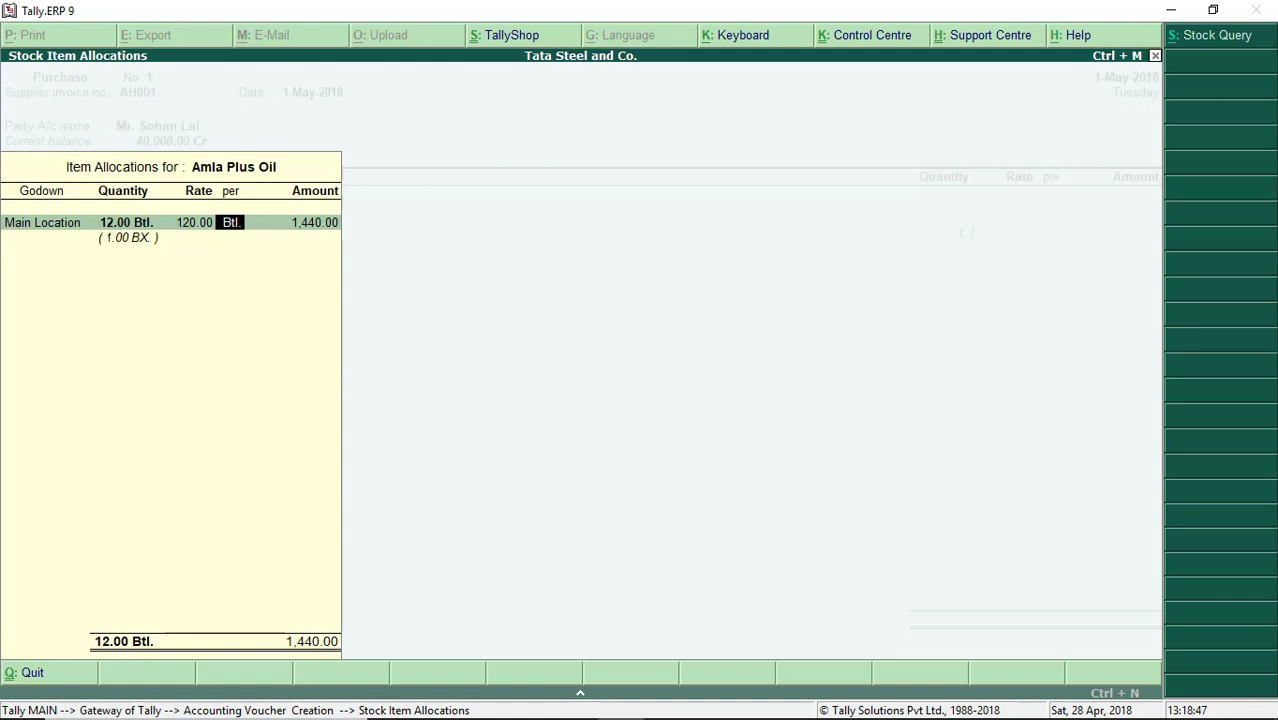 Tally.ERP 9
P: Print E: Export M: E-Mail O: Upload S: TallyShop G: Language K: Keyboard K: Control Centre H: Support Centre H: Help S: Stock Query
Stock Item Allocations Tata Steel and Co. Ctrl + M
Purchase No. 1 1-May-2018
Supplier invoice no.: AH001 Date : 1-May-2018 Tuesday
Party A/c name : Mr. Sohan Lal
Current balance : 40,000.00 Cr
Item Allocations for : Amla Plus Oil
Quantity Rate per Amount
Godown Quantity Rate per Amount
Main Location 12.00 Btl. 120.00 Btl. 1,440.00
( 1.00 BX. ) ( )
12.00 Btl. 1,440.00
Q: Quit
Ctrl + N
Tally MAIN --> Gateway of Tally --> Accounting Voucher Creation --> Stock Item Allocations © Tally Solutions Pvt Ltd., 1988-2018 Sat, 28 Apr, 2018 13:18:47